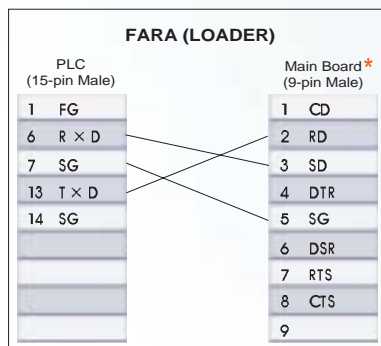 FARA (LOADER)
PLC
(15-pin Male)
1 FG
6 R × D
7 SG
13 T × D
14 SG
Main Board*
(9-pin Male)
1 CD
2 RD
3 SD
4 DTR
5 SG
6 DSR
7 RTS
8 CTS
9